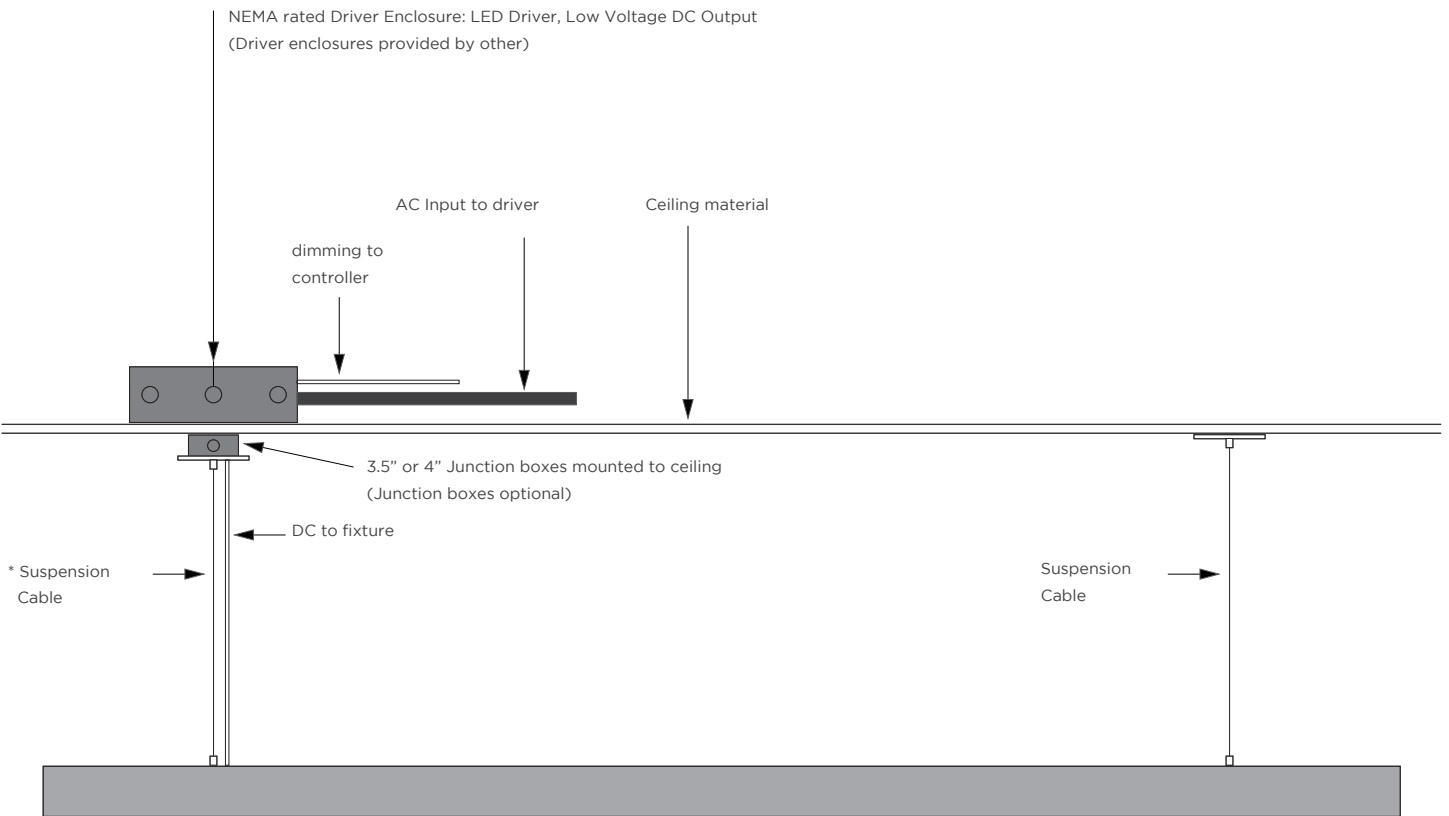 NEMA rated Driver Enclosure: LED Driver, Low Voltage DC Output
(Driver enclosures provided by other)
AC Input to driver
Ceiling material
dimming to
controller
3.5” or 4” Junction boxes mounted to ceiling
(Junction boxes optional)
DC to fixture
* Suspension
Cable
Suspension
Cable